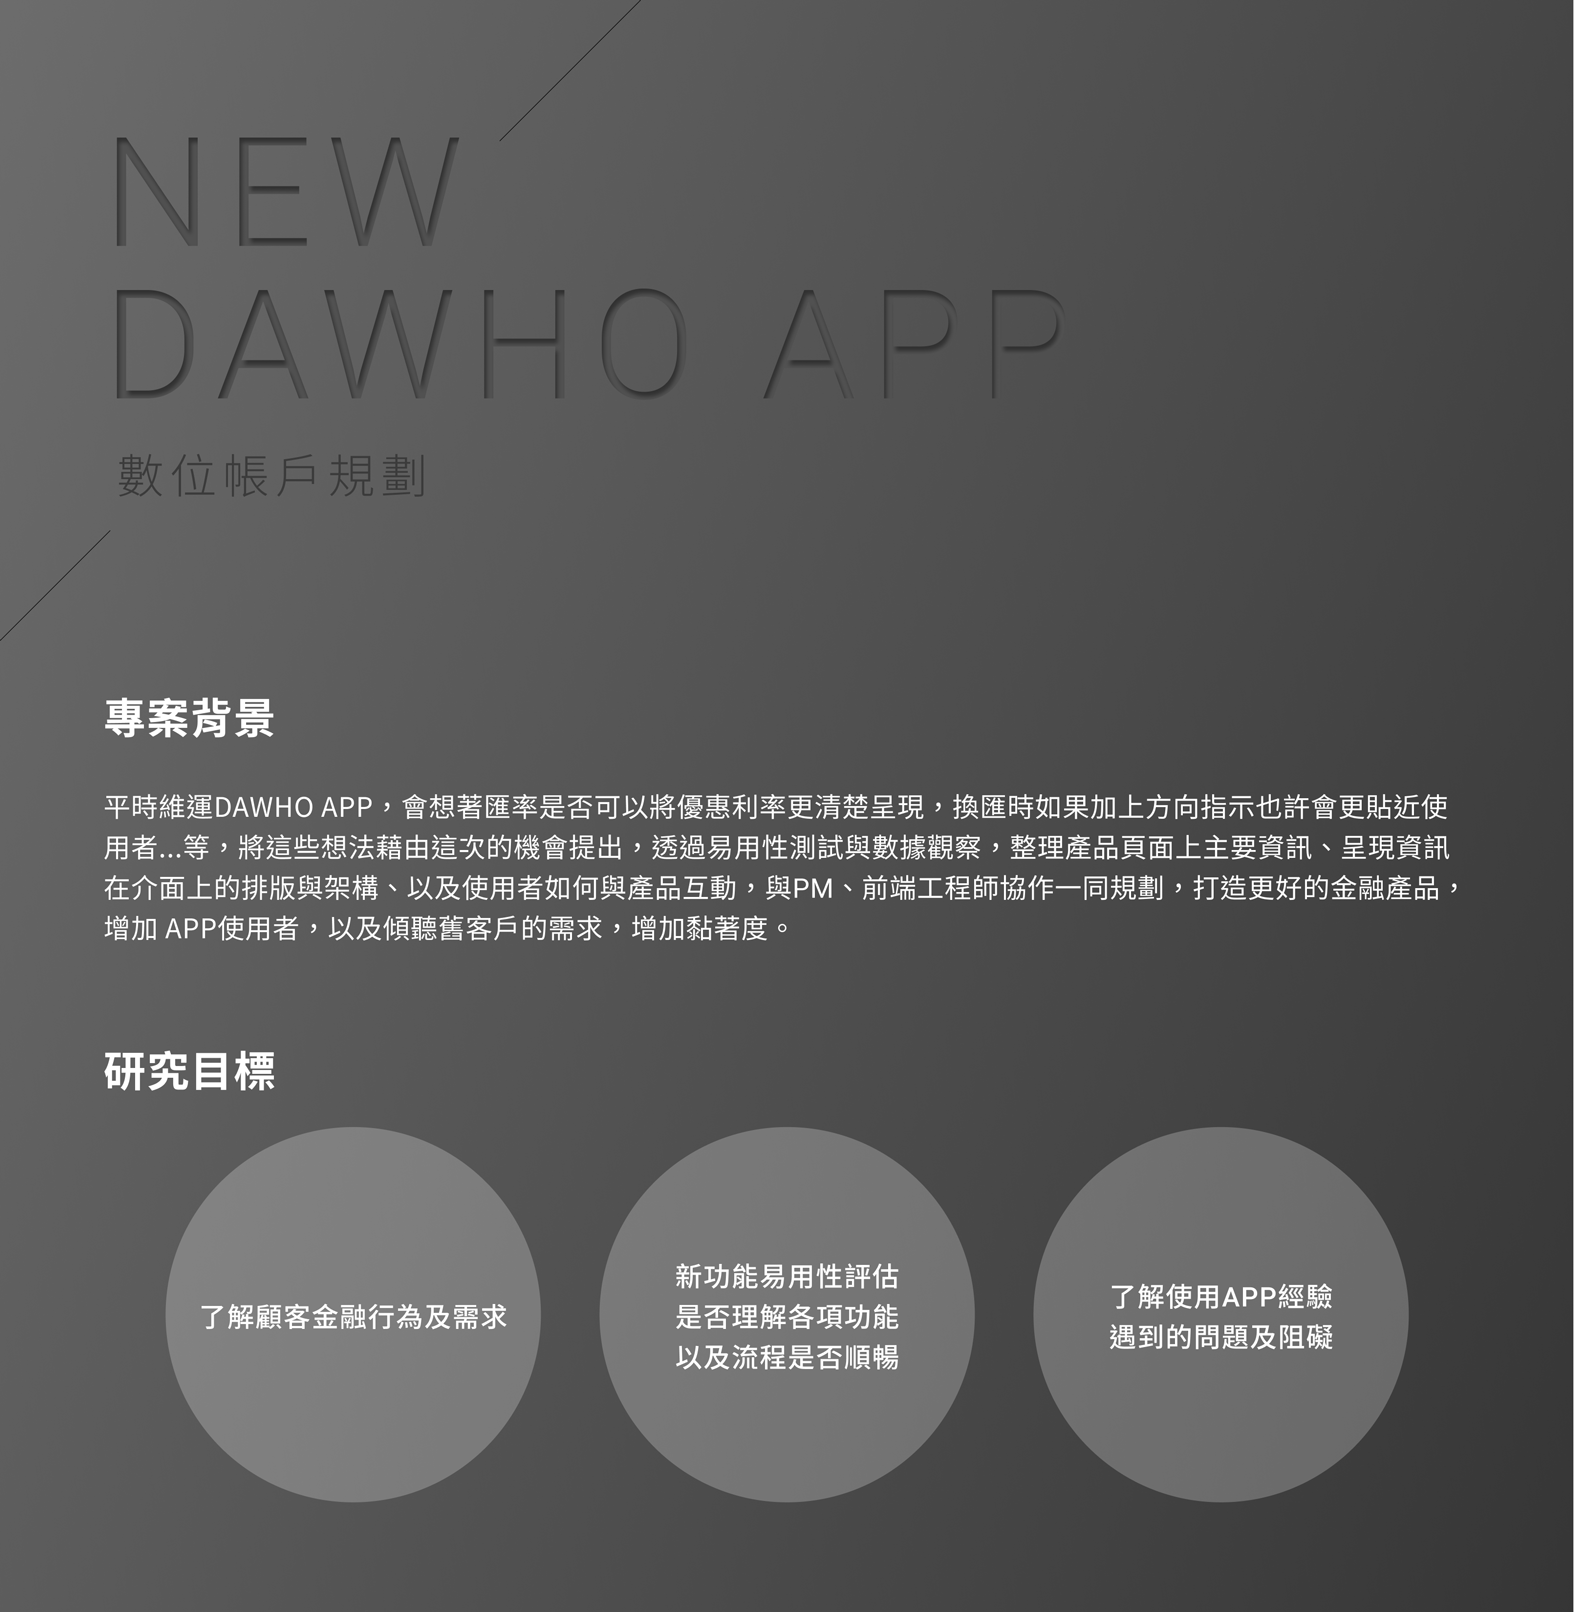 NEW
DAWHO APP
數位帳戶規劃
專案背景
平時維運DAWHO APP，會想著匯率是否可以將優惠利率更清楚呈現，換匯時如果加上方向指示也許會更貼近使
用者...等，將這些想法藉由這次的機會提出，透過易用性測試與數據觀察，整理產品頁面上主要資訊、呈現資訊
在介面上的排版與架構、以及使用者如何與產品互動，與PM、前端工程師協作一同規劃，打造更好的金融產品，
增加 APP使用者，以及傾聽舊客戶的需求，增加黏著度。
研究目標
了解顧客金融行為及需求
新功能易用性評估
是否理解各項功能
以及流程是否順暢
了解使用APP經驗
遇到的問題及阻礙